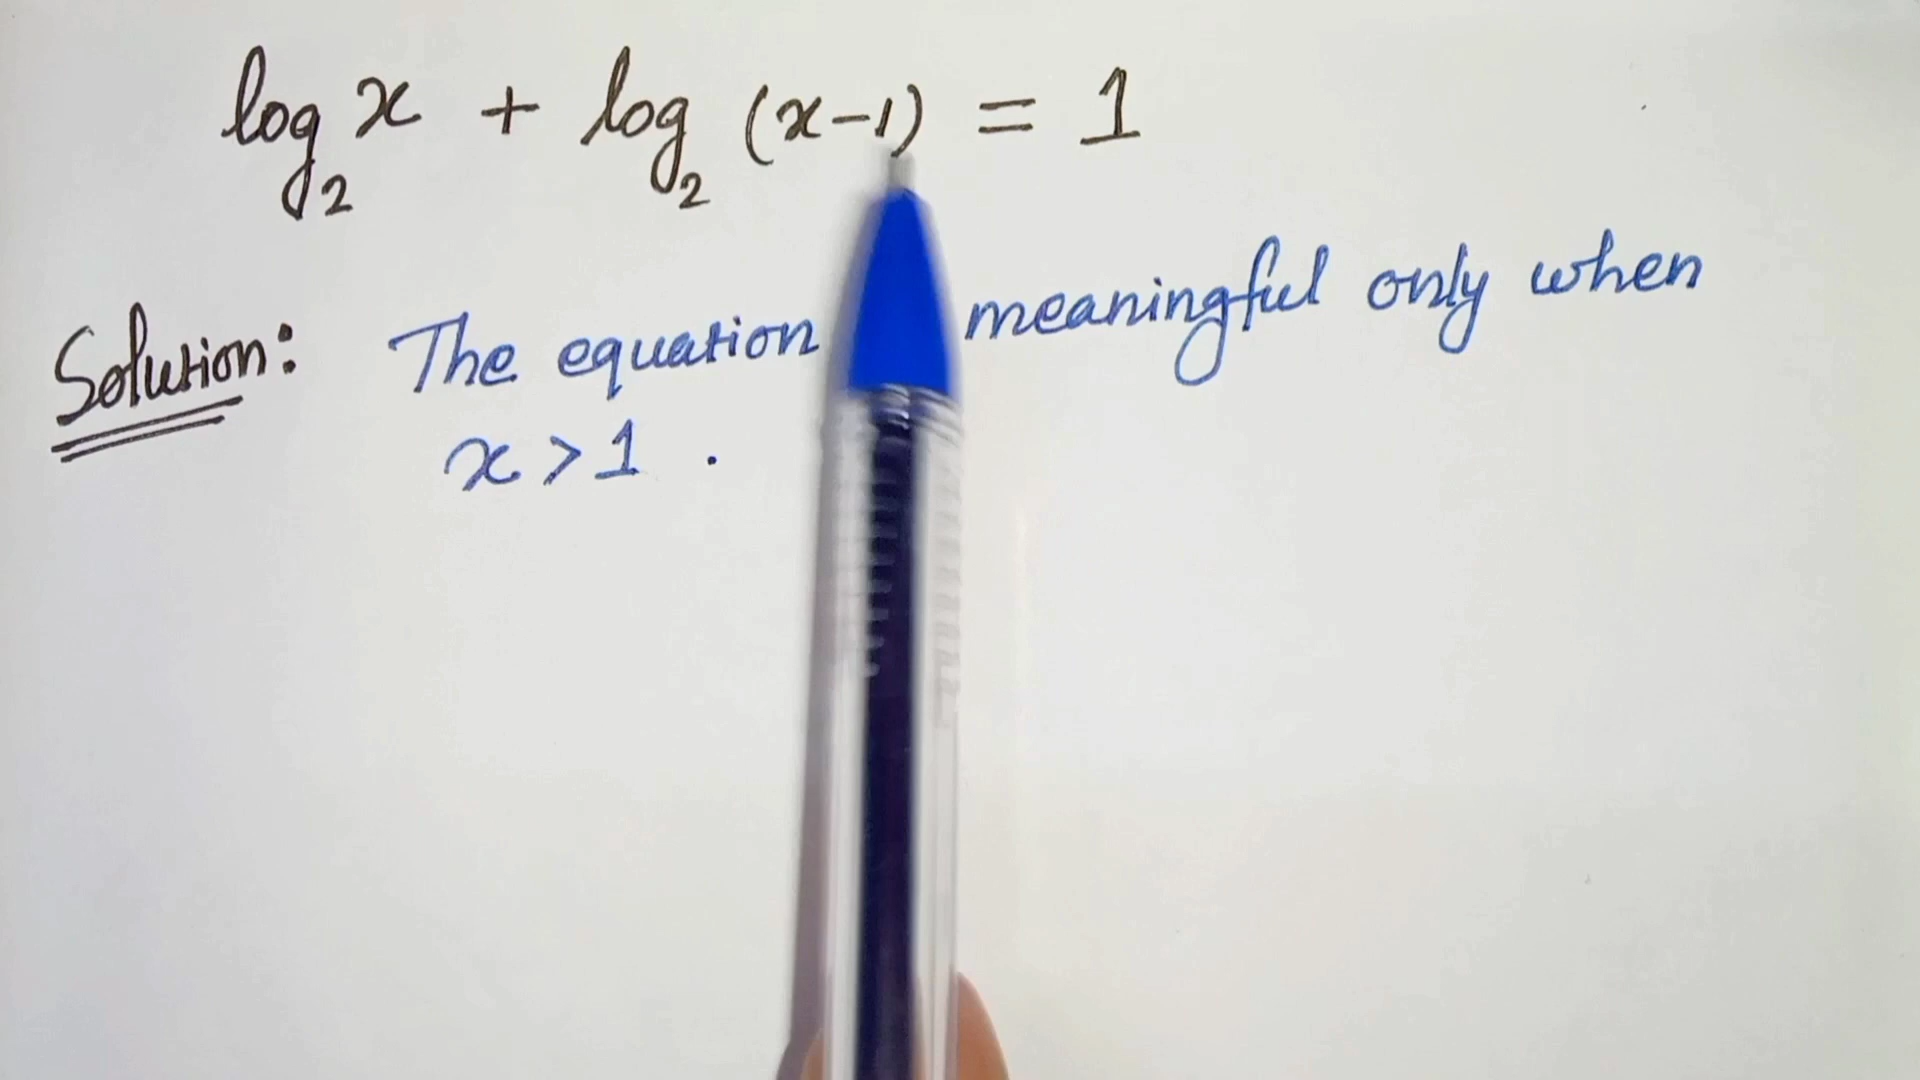 log₂ x + log₂ (x-1) = 1
Solution: The equation meaningful only when
x > 1 .